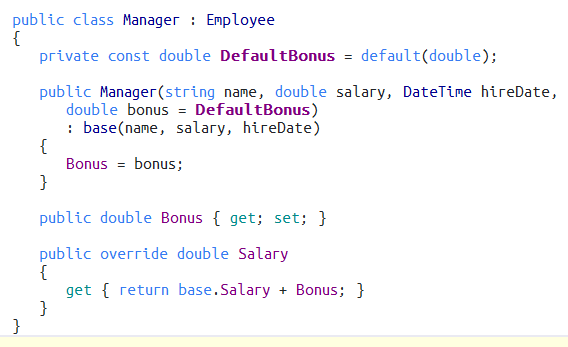 public class Manager : Employee
{
    private const double DefaultBonus = default(double);

    public Manager(string name, double salary, DateTime hireDate,
        double bonus = DefaultBonus)
        : base(name, salary, hireDate)
    {
        Bonus = bonus;
    }

    public double Bonus { get; set; }

    public override double Salary
    {
        get { return base.Salary + Bonus; }
    }
}